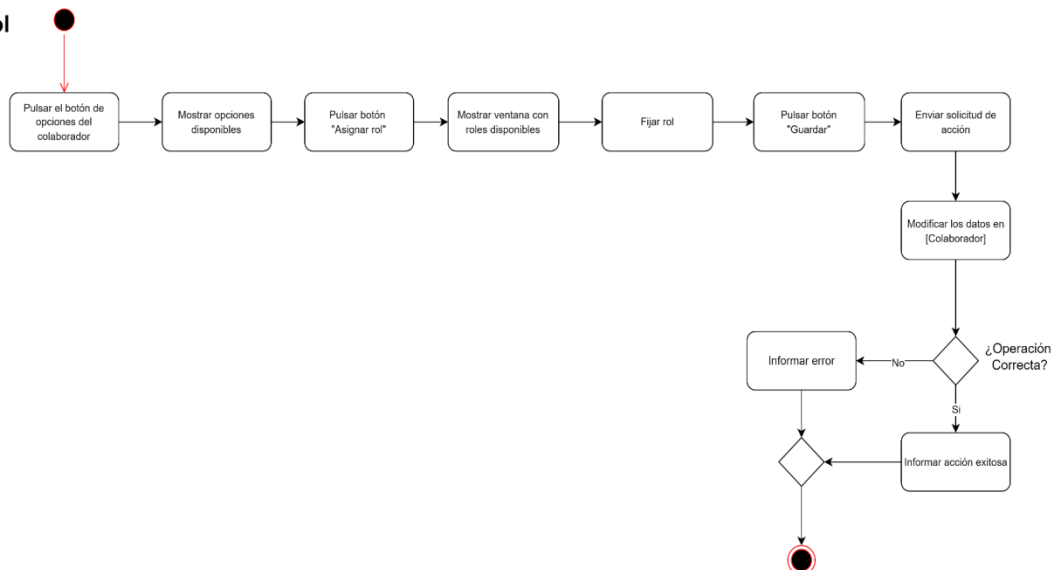 ol
Pulsar el botón de
opciones del
colaborador
Mostrar opciones
disponibles
Pulsar botón
"Asignar rol"
Mostrar ventana con
roles disponibles
Fijar rol
Pulsar botón
"Guardar"
Enviar solicitud de
acción
Modificar los datos en
[Colaborador]
¿Operación
Correcta?
No
Informar error
Si
Informar acción exitosa